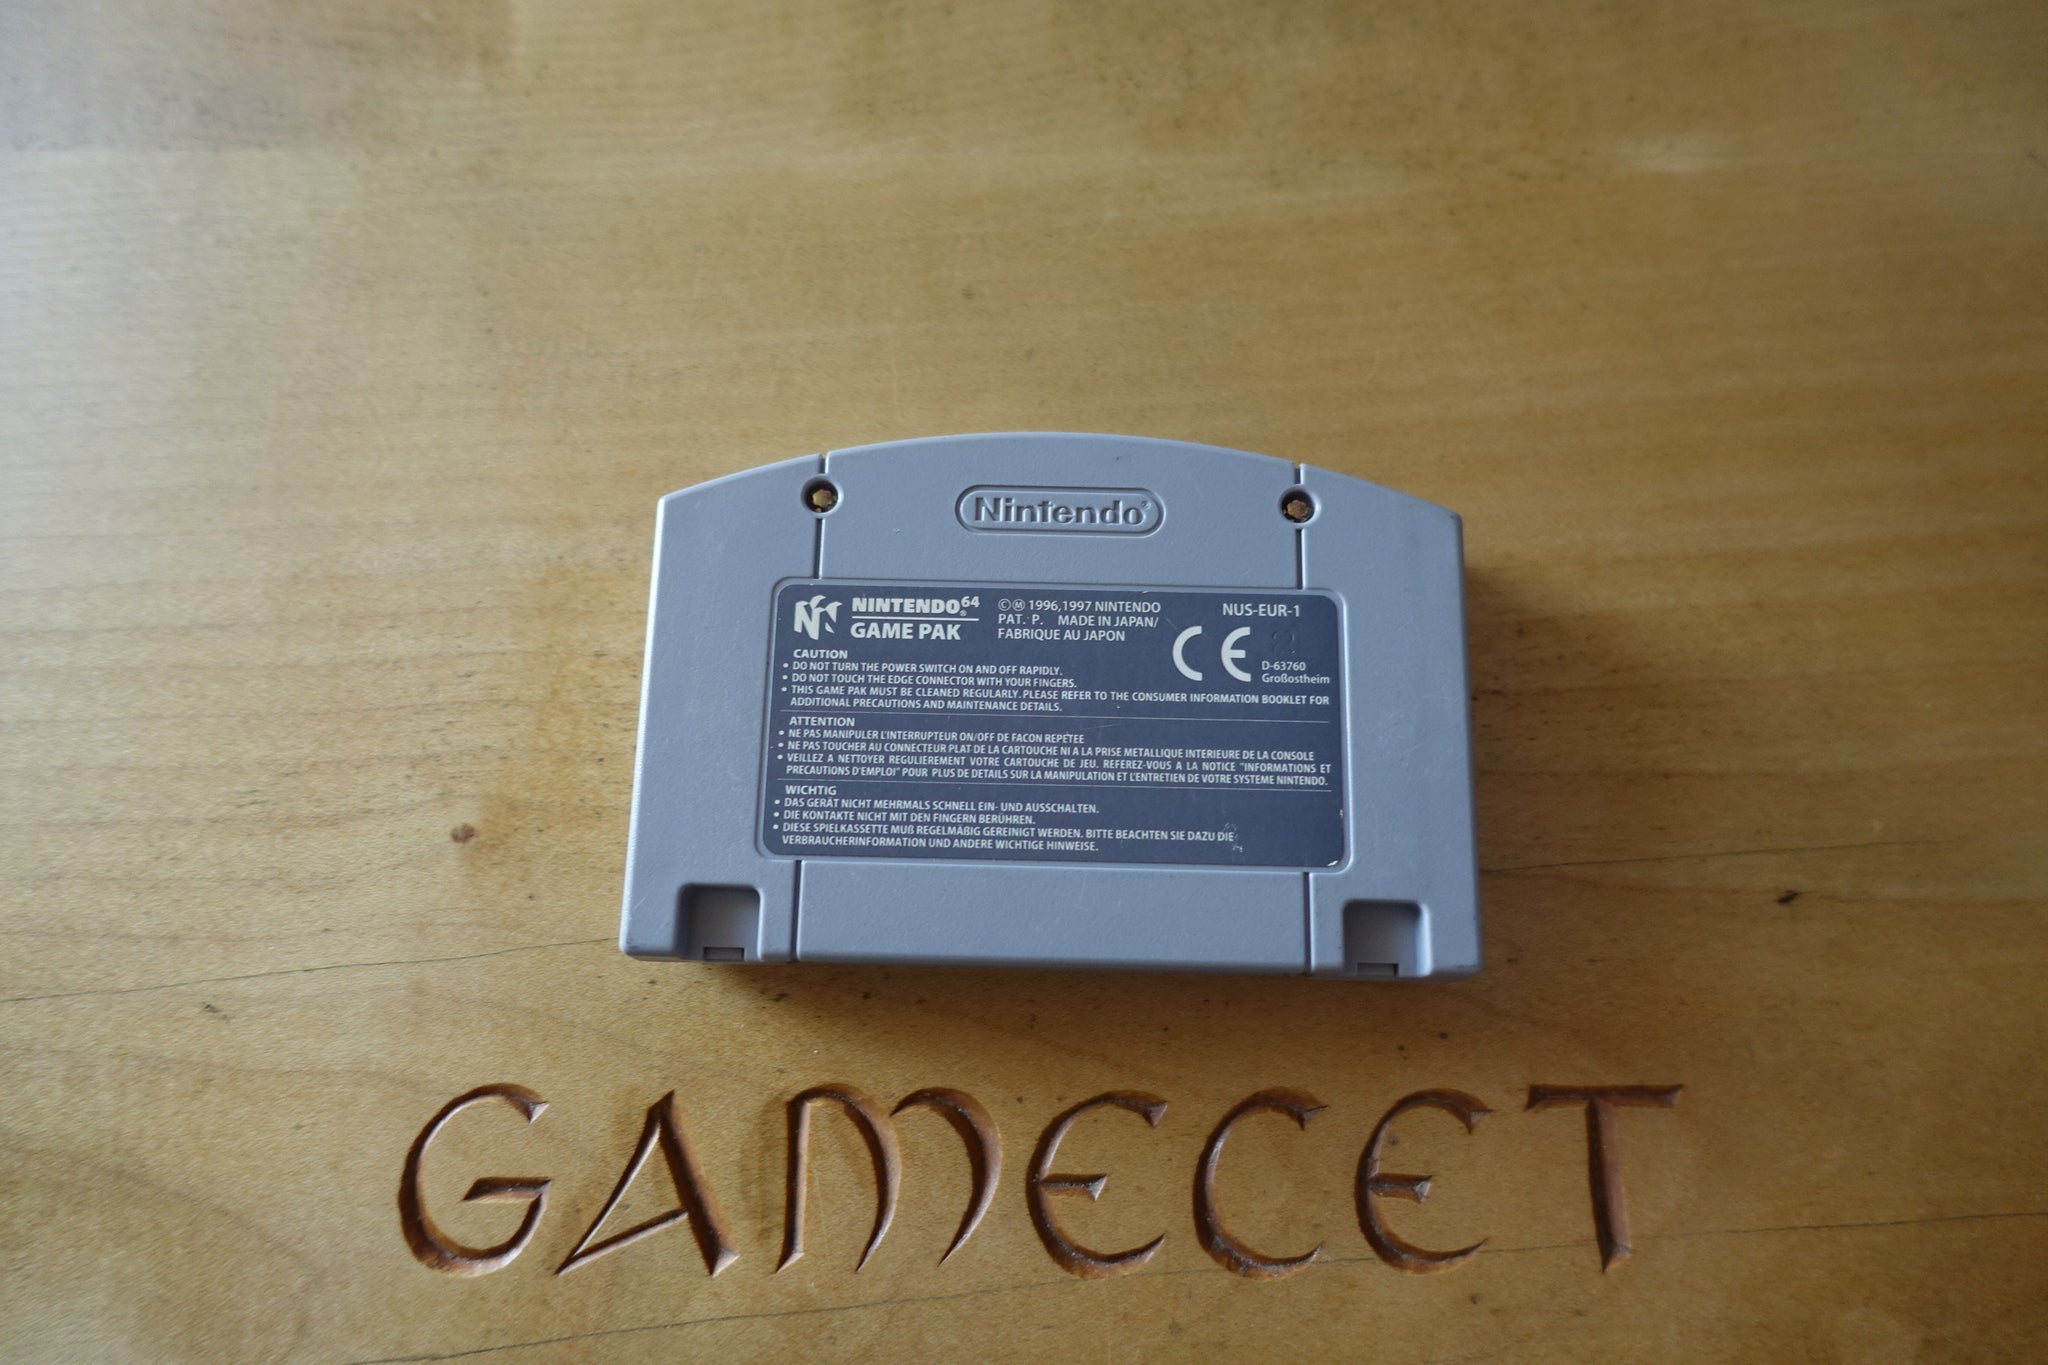 Nintendo®
NINTENDO64®
GAME PAK
©Ⓜ 1996,1997 NINTENDO
PAT. P. MADE IN JAPAN/
FABRIQUE AU JAPON
NUS-EUR-1
CE
D-63760
Großostheim
CAUTION
• DO NOT TURN THE POWER SWITCH ON AND OFF RAPIDLY.
• DO NOT TOUCH THE EDGE CONNECTOR WITH YOUR FINGERS.
• THIS GAME PAK MUST BE CLEANED REGULARLY. PLEASE REFER TO THE CONSUMER INFORMATION BOOKLET FOR
ADDITIONAL PRECAUTIONS AND MAINTENANCE DETAILS.
ATTENTION
• NE PAS MANIPULER L'INTERRUPTEUR ON/OFF DE FACON REPÉTEE
• NE PAS TOUCHER AU CONNECTEUR PLAT DE LA CARTOUCHE NI A LA PRISE METALLIQUE INTERIEURE DE LA CONSOLE
• VEILLEZ A NETTOYER REGULIEREMENT VOTRE CARTOUCHE DE JEU. REFEREZ-VOUS A LA NOTICE "INFORMATIONS ET
PRECAUTIONS D'EMPLOI" POUR PLUS DE DETAILS SUR LA MANIPULATION ET L'ENTRETIEN DE VOTRE SYSTEME NINTENDO.
WICHTIG
• DAS GERÄT NICHT MEHRMALS SCHNELL EIN- UND AUSSCHALTEN.
• DIE KONTAKTE NICHT MIT DEN FINGERN BERÜHREN.
• DIESE SPIELKASSETTE MUß REGELMÄßIG GEREINIGT WERDEN. BITTE BEACHTEN SIE DAZU DIE
VERBRAUCHERINFORMATION UND ANDERE WICHTIGE HINWEISE.
GAMECET